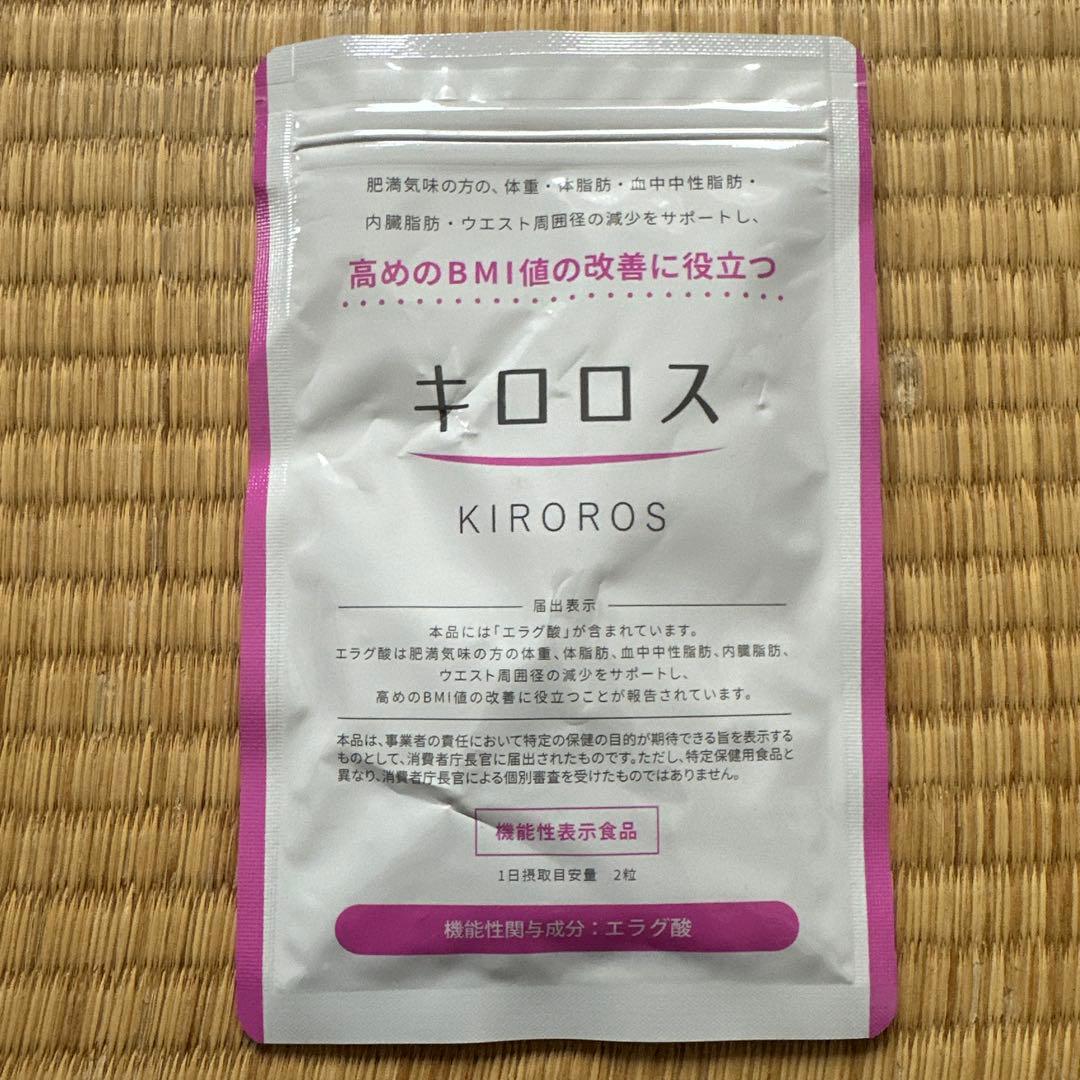 肥満気味の方の、体重・体脂肪・血中中性脂肪・
内臓脂肪・ウエスト周囲径の減少をサポートし、
高めのBMI値の改善に役立つ
キロロス
KIROROS
届出表示
本品には「エラグ酸」が含まれています。
エラグ酸は肥満気味の方の体重、体脂肪、血中中性脂肪、内臓脂肪、
ウエスト周囲径の減少をサポートし、
高めのBMI値の改善に役立つことが報告されています。
本品は、事業者の責任において特定の保健の目的が期待できる旨を表示する
ものとして、消費者庁長官に届出されたものです。ただし、特定保健用食品と
異なり、消費者庁長官による個別審査を受けたものではありません。
機能性表示食品
1日摂取目安量 2粒
機能性関与成分：エラグ酸